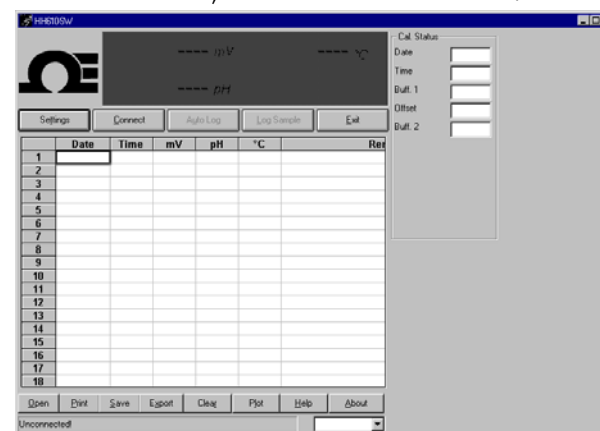 HH610SW
---- mV ---- °C
---- pH
Settings Connect Auto Log Log Sample Exit
Cal. Status
Date
Time
Buff. 1
Offset
Buff. 2
Date Time mV pH °C Rer
1
2
3
4
5
6
7
8
9
10
11
12
13
14
15
16
17
18
Open Print Save Export Clear Plot Help About
Unconnected!